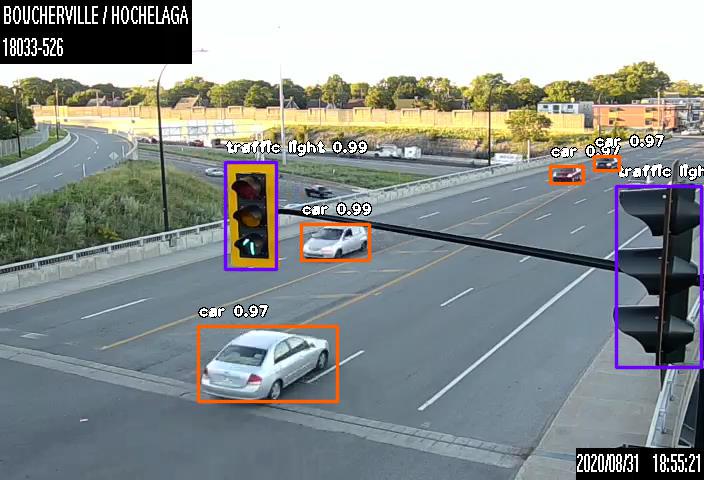 BOUCHERVILLE / HOCHELAGA
18033-526
car 0.97
car 0.97
traffic light 0.99
traffic ligh
car 0.99
car 0.97
2020/08/31 18:55:21